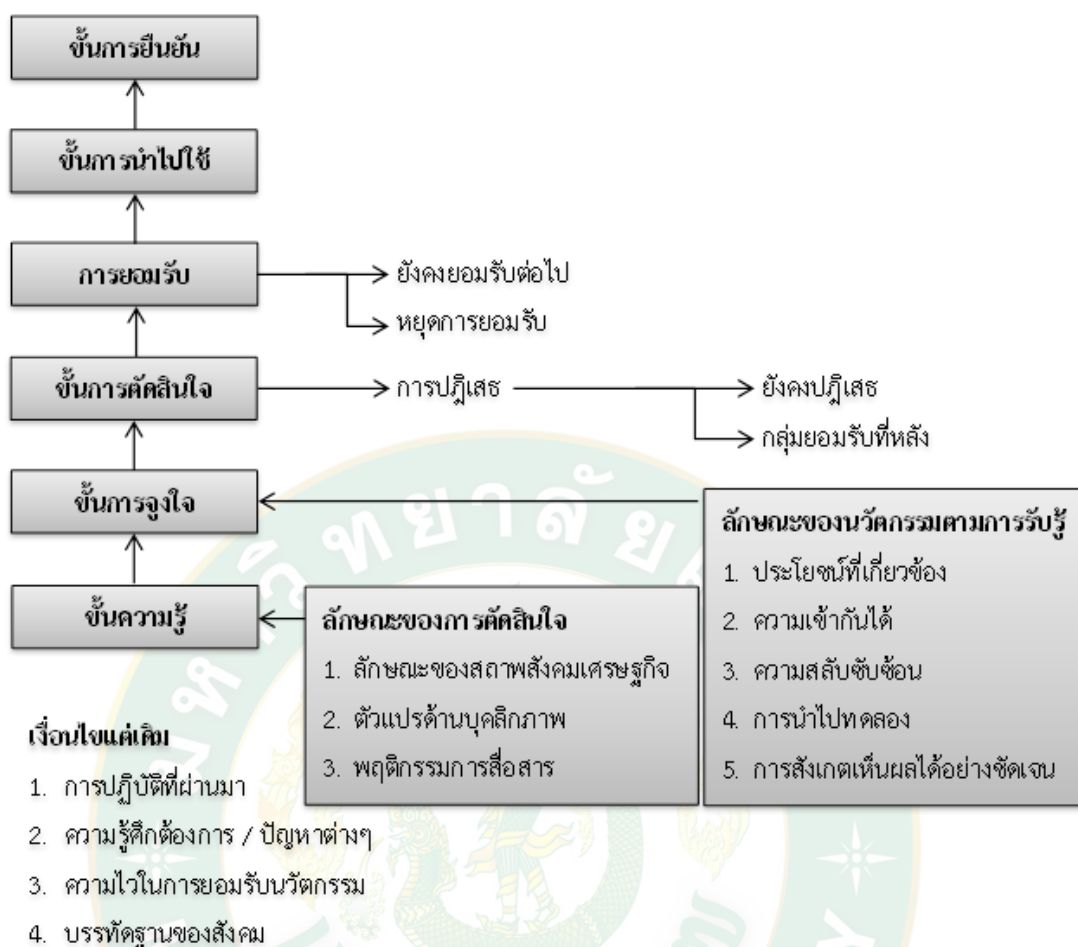 ขั้นการยืนยัน
ขั้นการนำไปใช้
การยอมรับ
ยังคงยอมรับต่อไป
หยุดการยอมรับ
ขั้นการตัดสินใจ
การปฎิเสธ
ยังคงปฎิเสธ
กลุ่มยอมรับที่หลัง
ขั้นการจูงใจ
ลักษณะของนวัตกรรมตามการรับรู้
1. ประโยชน์ที่เกี่ยวข้อง
2. ความเข้ากันได้
3. ความสลับซับซ้อน
4. การนำไปทดลอง
5. การสังเกตเห็นผลได้อย่างชัดเจน
ขั้นความรู้
ลักษณะของการตัดสินใจ
1. ลักษณะของสถาพสังคมเศรษฐกิจ
2. ตัวแปรด้านบุคลิกภาพ
3. พฤติกรรมการสื่อสาร
เงื่อนไขแต่เดิม
1. การปฏิบัติที่ผ่านมา
2. ความรู้ศึกต้องการ / ปัญหาต่างๆ
3. ความไวในการยอมรับนวัตกรรม
4. บรรทัดฐานของสังคม